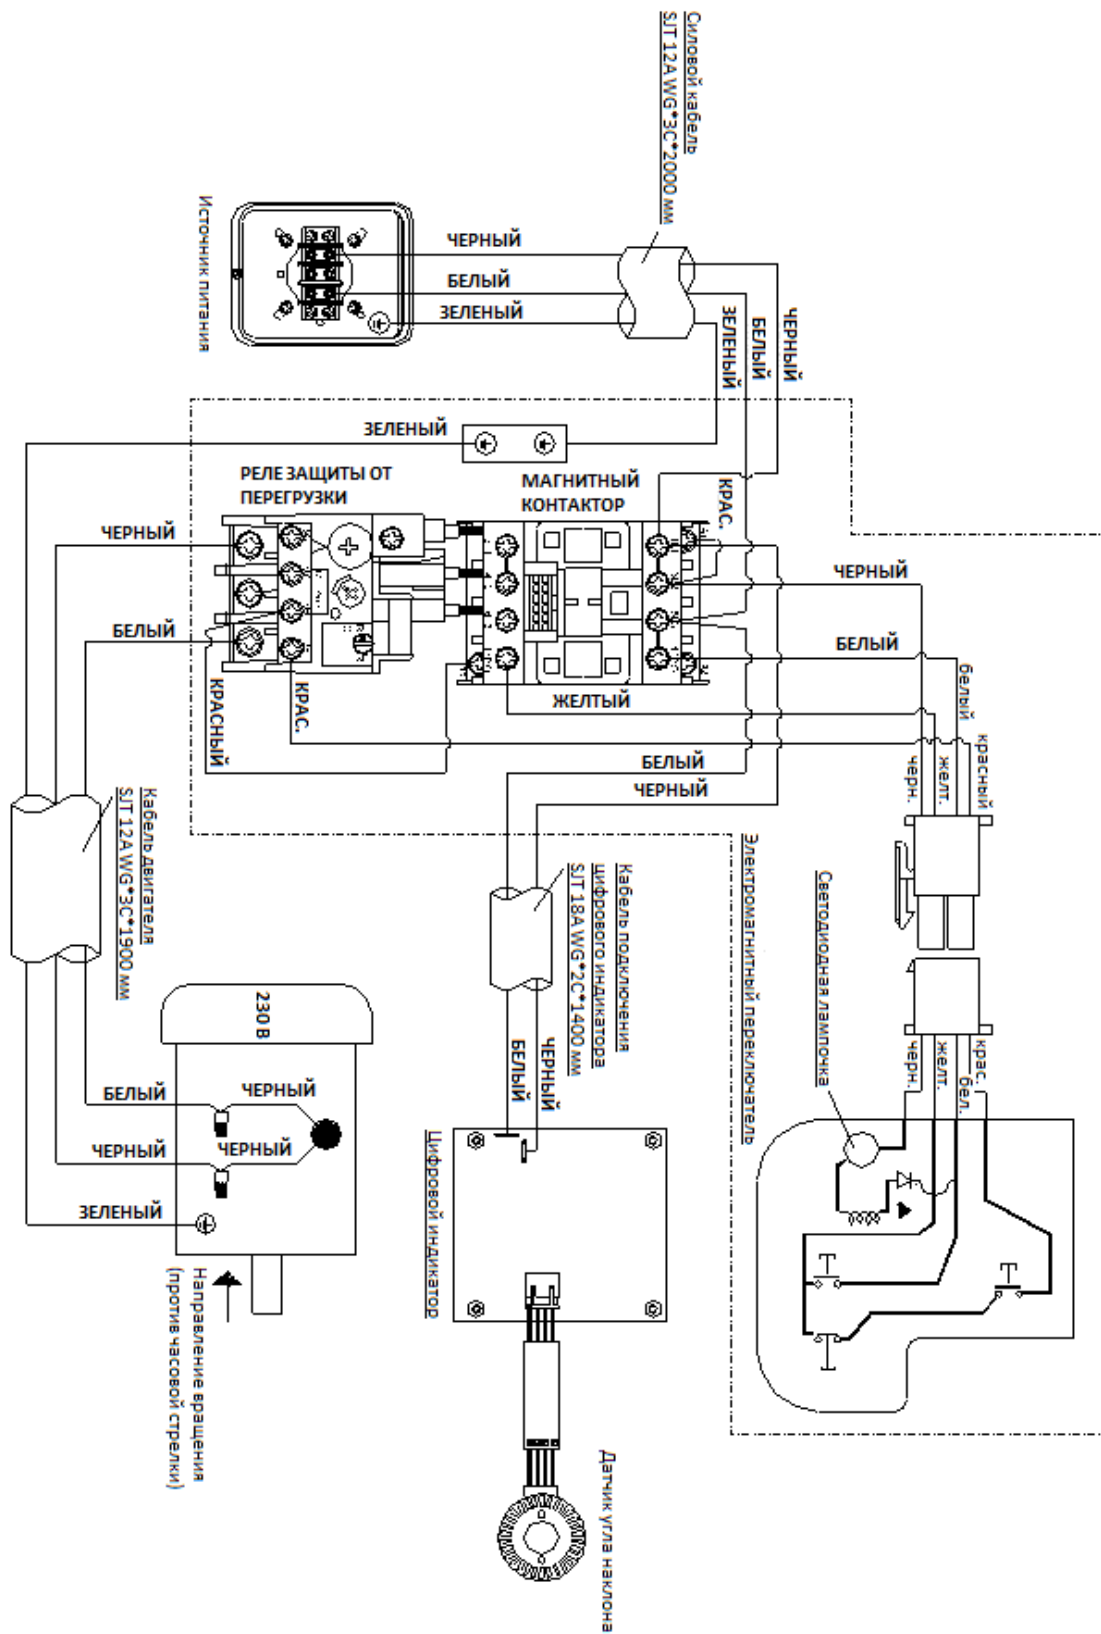 Силовой кабель
SJT 12AWG*3C*2000 мм
Источник питания
ЧЕРНЫЙ
БЕЛЫЙ
ЗЕЛЕНЫЙ
ЧЕРНЫЙ
БЕЛЫЙ
ЗЕЛЕНЫЙ
ЗЕЛЕНЫЙ
РЕЛЕ ЗАЩИТЫ ОТ
ПЕРЕГРУЗКИ
МАГНИТНЫЙ
КОНТАКТОР
КРАС.
ЧЕРНЫЙ
БЕЛЫЙ
ЧЕРНЫЙ
БЕЛЫЙ
КРАСНЫЙ
КРАС.
ЖЕЛТЫЙ
БЕЛЫЙ
ЧЕРНЫЙ
белый
красный
желт.
черн.
Кабель двигателя
SJT 12AWG*3C*1900 мм
Кабель подключения
цифрового индикатора
SJT 18AWG*2C*1400 мм
Электромагнитный переключатель
Светодиодная лампочка
230 В
ЧЕРНЫЙ
БЕЛЫЙ
крас.
бел.
желт.
черн.
БЕЛЫЙ
ЧЕРНЫЙ
ЧЕРНЫЙ
ЧЕРНЫЙ
ЗЕЛЕНЫЙ
Цифровой индикатор
Направление вращения
(против часовой стрелки)
Датчик угла наклона